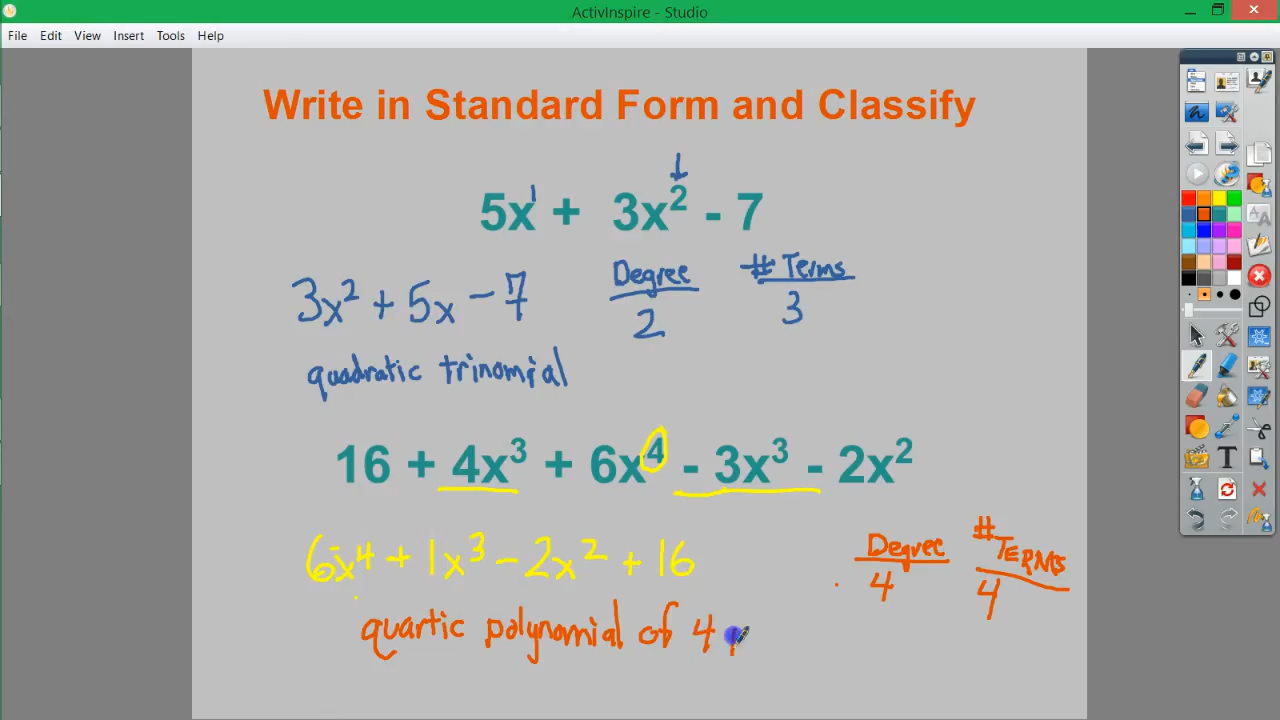 ActivInspire - Studio
File Edit View Insert Tools Help
Write in Standard Form and Classify
5x¹ + 3x² - 7
Degree # Terms
3x² + 5x - 7 2 3
quadratic trinomial
16 + 4x³ + 6x⁴ - 3x³ - 2x²
6x⁴ + 1x³ - 2x² + 16
Degree # TERMS
4 4
quartic polynomial of 4